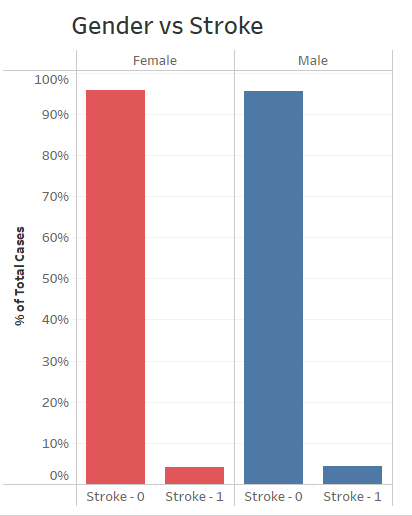 Gender vs Stroke
Female Male
100%
90%
80%
70%
60%
50%
40%
30%
20%
10%
0%
% of Total Cases
Stroke - 0 Stroke - 1 Stroke - 0 Stroke - 1